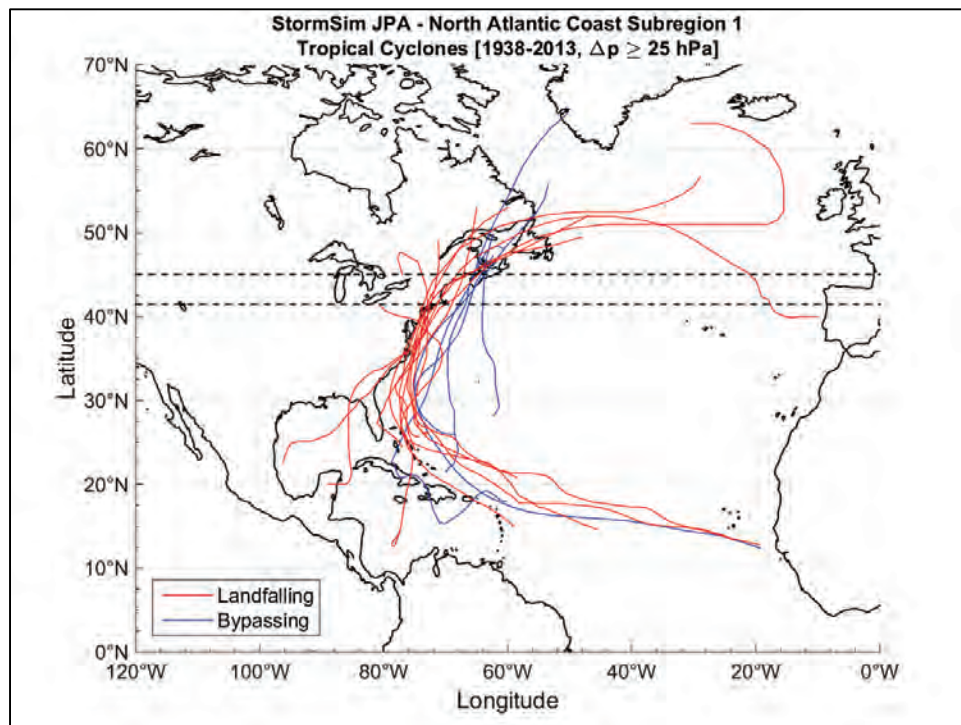 StormSim JPA - North Atlantic Coast Subregion 1
Tropical Cyclones [1938-2013, Δp ≥ 25 hPa]
70°N
60°N
50°N
40°N
30°N
20°N
10°N
0°N
Latitude
Landfalling
Bypassing
120°W 100°W 80°W 60°W 40°W 20°W 0°W
Longitude